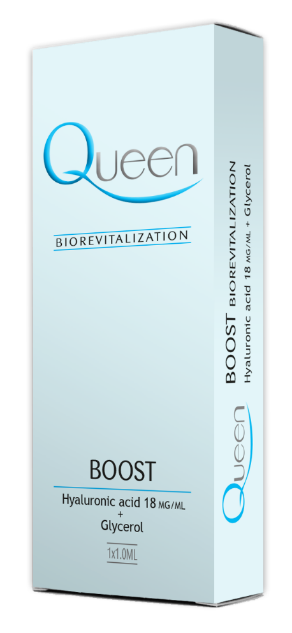 Queen
BIOREVITALIZATION
BOOST
Hyaluronic acid 18 MG/ML
+
Glycerol
1x1.0ML
Queen
BOOST BIOREVITALIZATION
Hyaluronic acid 18 MG/ML + Glycerol